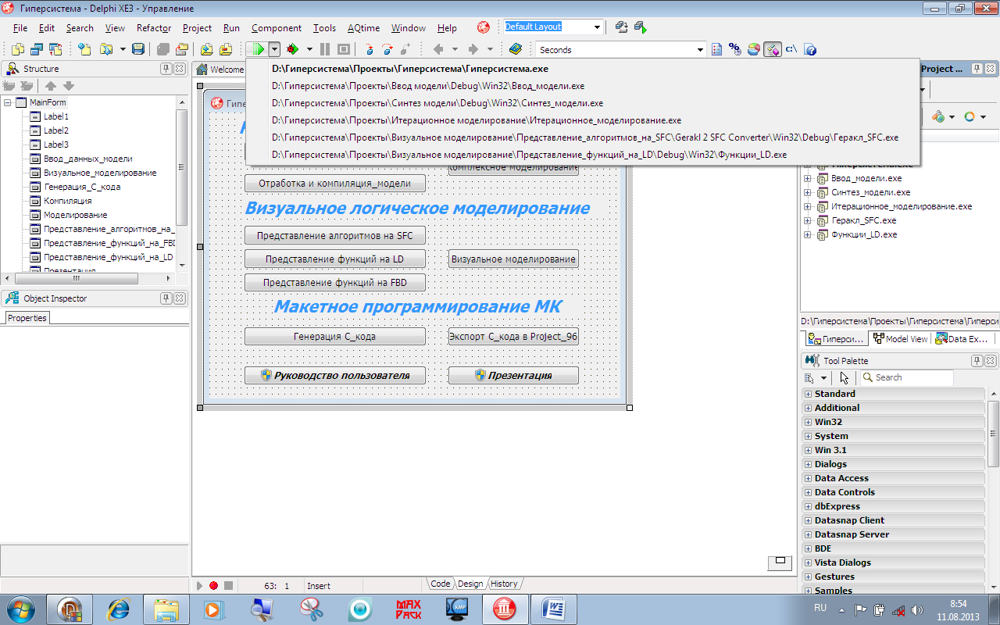 Гиперсистема - Delphi XE3 - Управление
File Edit Search View Refactor Project Run Component Tools AQtime Window Help Default Layout
Seconds
Structure
MainForm
Label1
Label2
Label3
Ввод_данных_модели
Визуальное_моделирование
Генерация_С_кода
Компиляция
Моделирование
Представление_алгоритмов_на_
Представление_функций_на_FBD
Представление_функций_на_LD
Презентация
Object Inspector
Properties
Welcome
D:\Гиперсистема\Проекты\Гиперсистема\Гиперсистема.exe
D:\Гиперсистема\Проекты\Ввод модели\Debug\Win32\Ввод_модели.exe
D:\Гиперсистема\Проекты\Синтез модели\Debug\Win32\Синтез_модели.exe
D:\Гиперсистема\Проекты\Итерационное моделирование\Итерационное_моделирование.exe
D:\Гиперсистема\Проекты\Визуальное моделирование\Представление_алгоритмов_на_SFC\Gerakl 2 SFC Converter\Win32\Debug\Геракл_SFC.exe
D:\Гиперсистема\Проекты\Визуальное моделирование\Представление_функций_на_LD\Debug\Win32\Функции_LD.exe
Гип
комплексное моделирование
Отработка и компиляция_модели
Визуальное логическое моделирование
Представление алгоритмов на SFC
Представление функций на LD
Визуальное моделирование
Представление функций на FBD
Макетное программирование МК
Генерация С_кода
Экспорт С_кода в Project_96
Руководство пользователя
Презентация
63: 1 Insert
Code Design History
Project ...
Гиперсистема.exe
Ввод_модели.exe
Синтез_модели.exe
Итерационное_моделирование.exe
Геракл_SFC.exe
Функции_LD.exe
D:\Гиперсистема\Проекты\Гиперсистема\Гиперси
Гиперси... Model View Data Ex...
Tool Palette
Search
Standard
Additional
Win32
System
Win 3.1
Dialogs
Data Access
Data Controls
dbExpress
Datasnap Client
Datasnap Server
BDE
Vista Dialogs
Gestures
Samples
MAX PACK
KMP
RU
8:54
11.08.2013